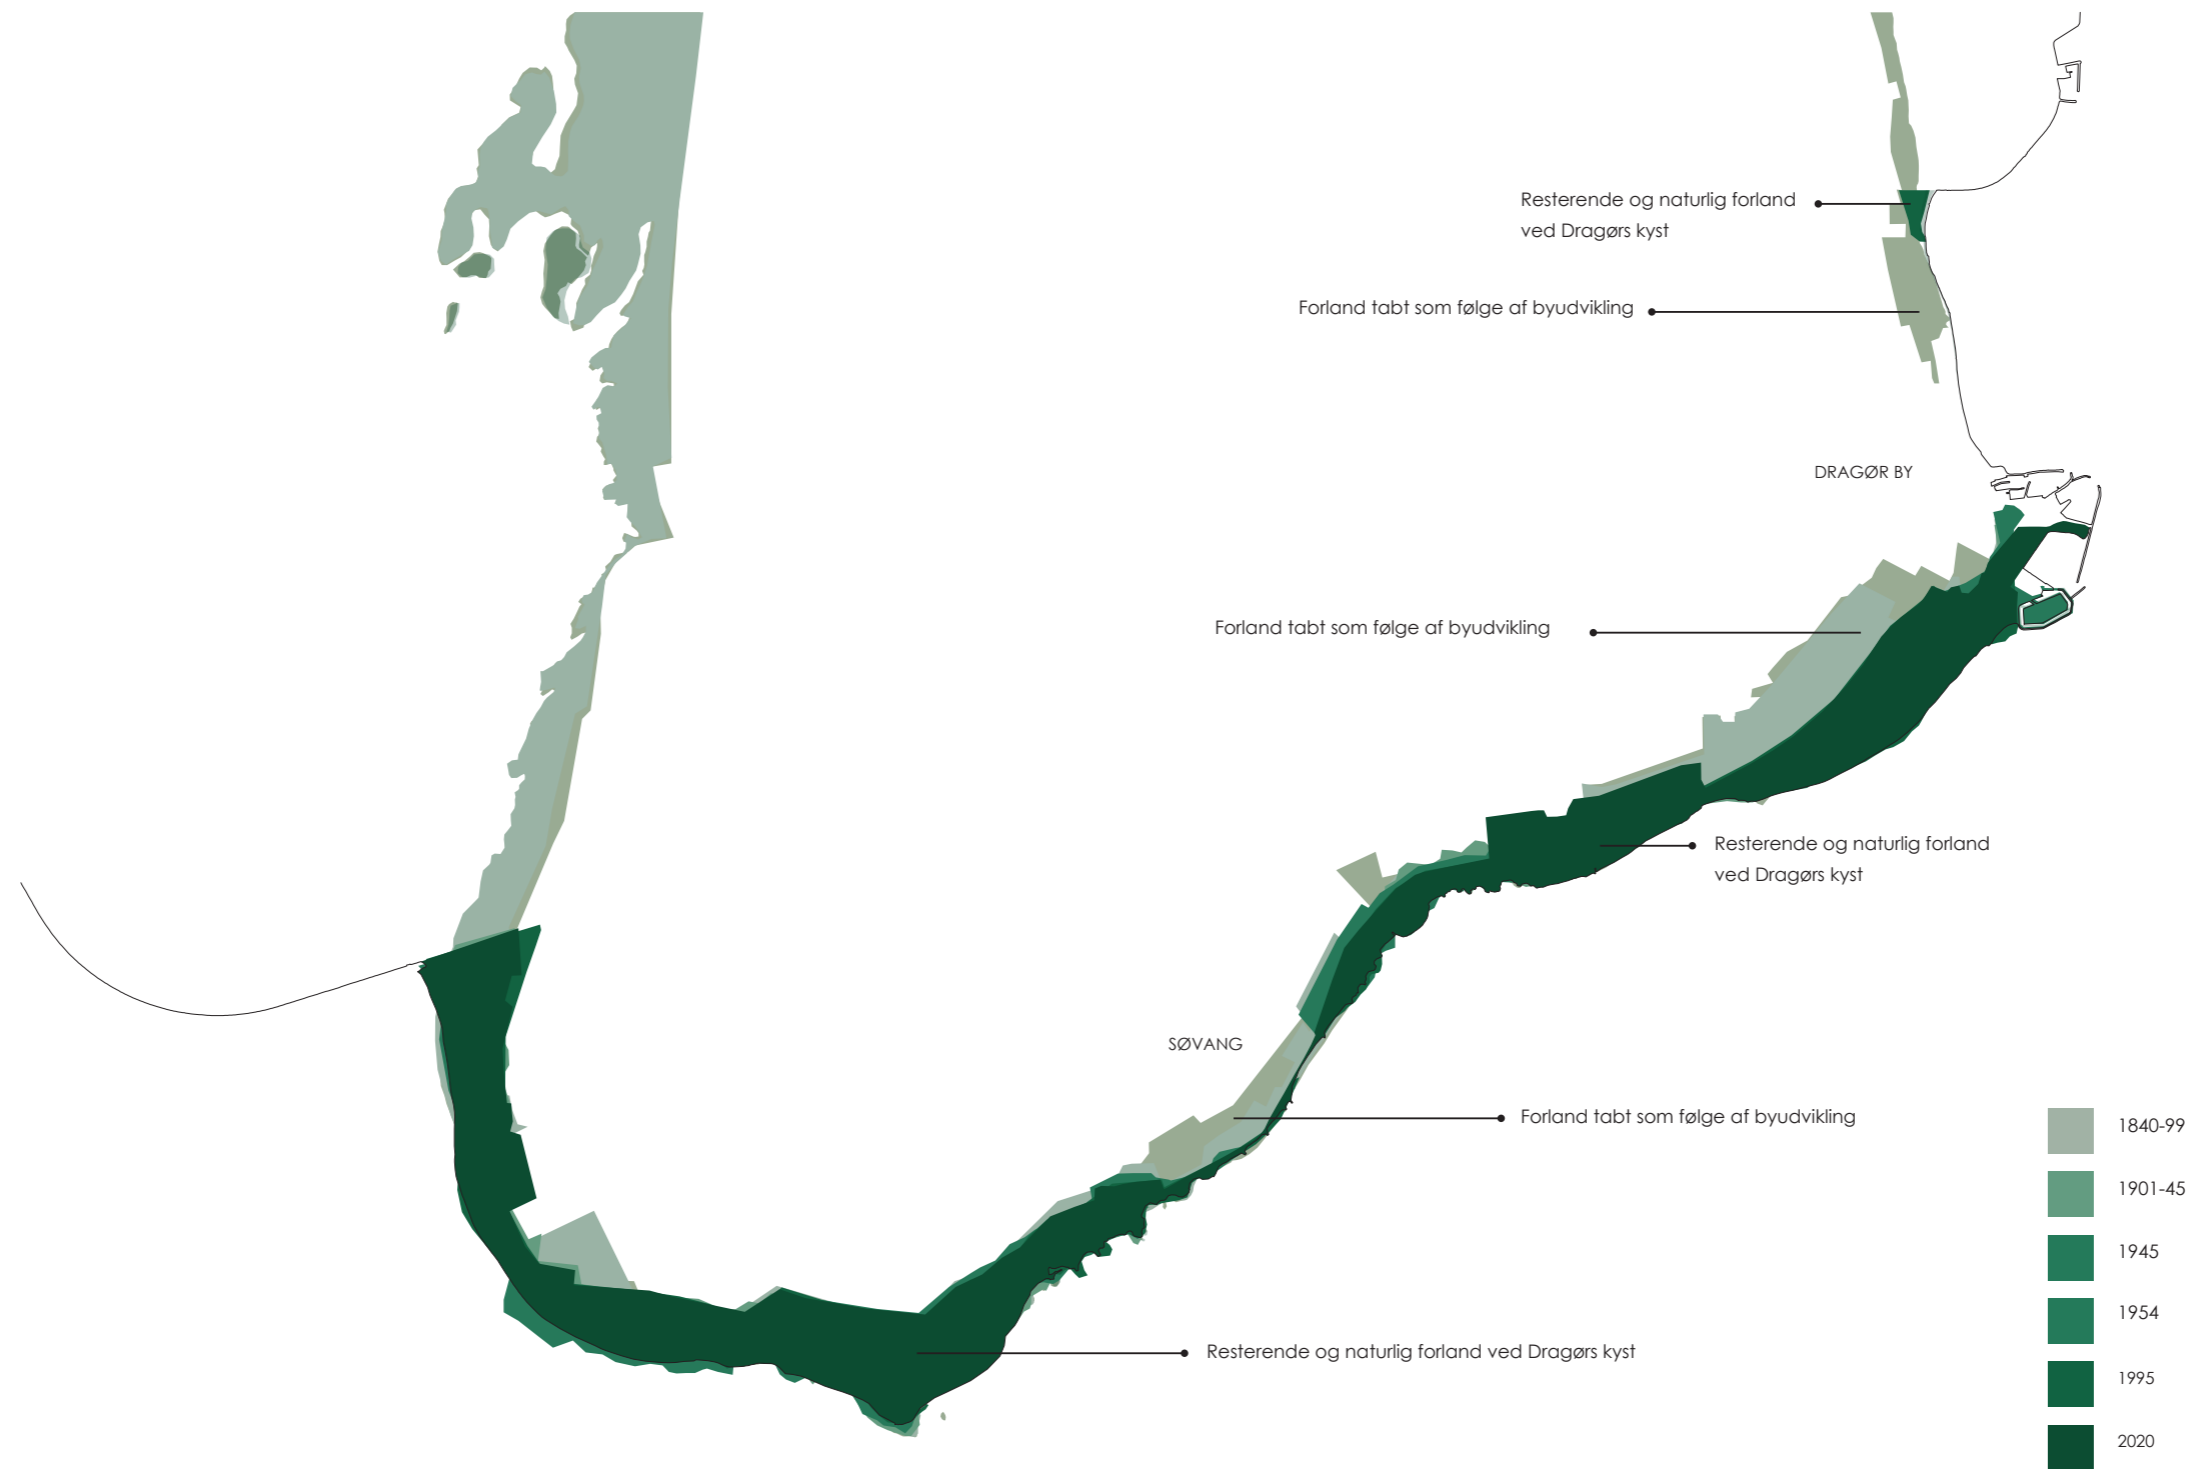 Resterende og naturlig forland
ved Dragørs kyst
Forland tabt som følge af byudvikling
DRAGØR BY
Forland tabt som følge af byudvikling
Resterende og naturlig forland
ved Dragørs kyst
SØVANG
Forland tabt som følge af byudvikling
Resterende og naturlig forland ved Dragørs kyst
1840-99
1901-45
1945
1954
1995
2020